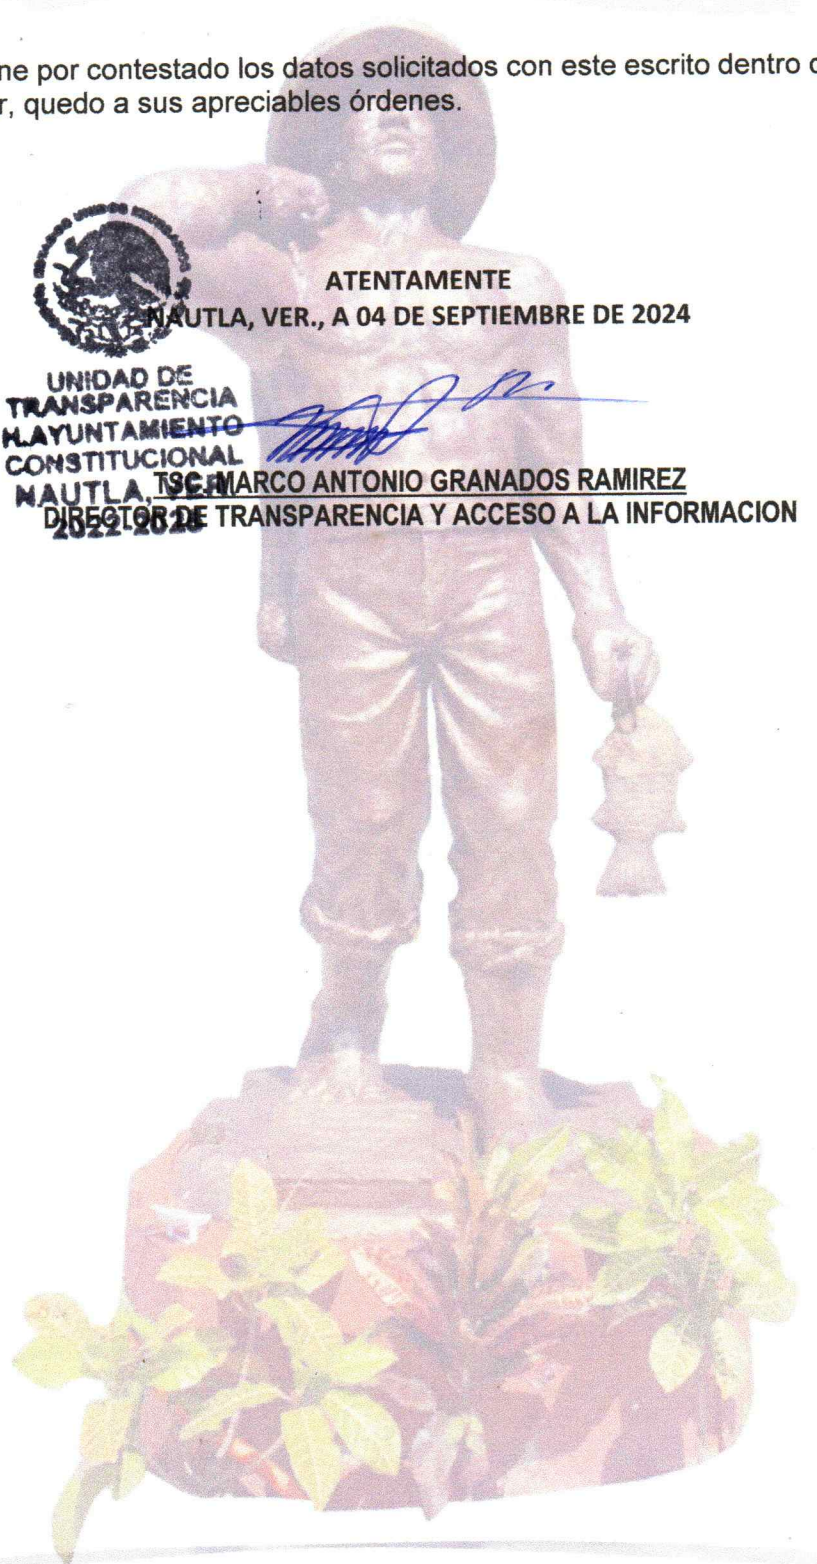 ne por contestado los datos solicitados con este escrito dentro
r, quedo a sus apreciables órdenes.
ATENTAMENTE
NAUTLA, VER., A 04 DE SEPTIEMBRE DE 2024
UNIDAD DE
TRANSPARENCIA
H.AYUNTAMIENTO
CONSTITUCIONAL
NAUTLA,
TSC. MARCO ANTONIO GRANADOS RAMIREZ
DIRECTOR DE TRANSPARENCIA Y ACCESO A LA INFORMACION